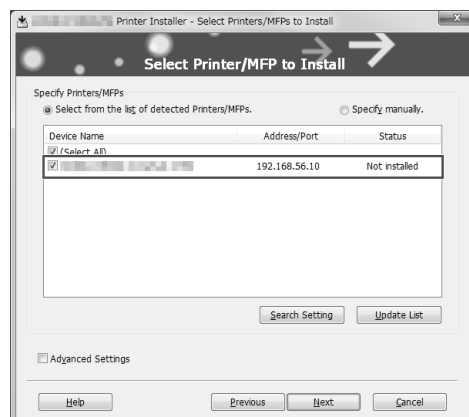 Printer Installer - Select Printers/MFPs to Install
Select Printer/MFP to Install
Specify Printers/MFPs
Select from the list of detected Printers/MFPs. Specify manually.
Device Name Address/Port Status
(Select All)
192.168.56.10 Not installed
Search Setting Update List
Advanced Settings
Help Previous Next Cancel